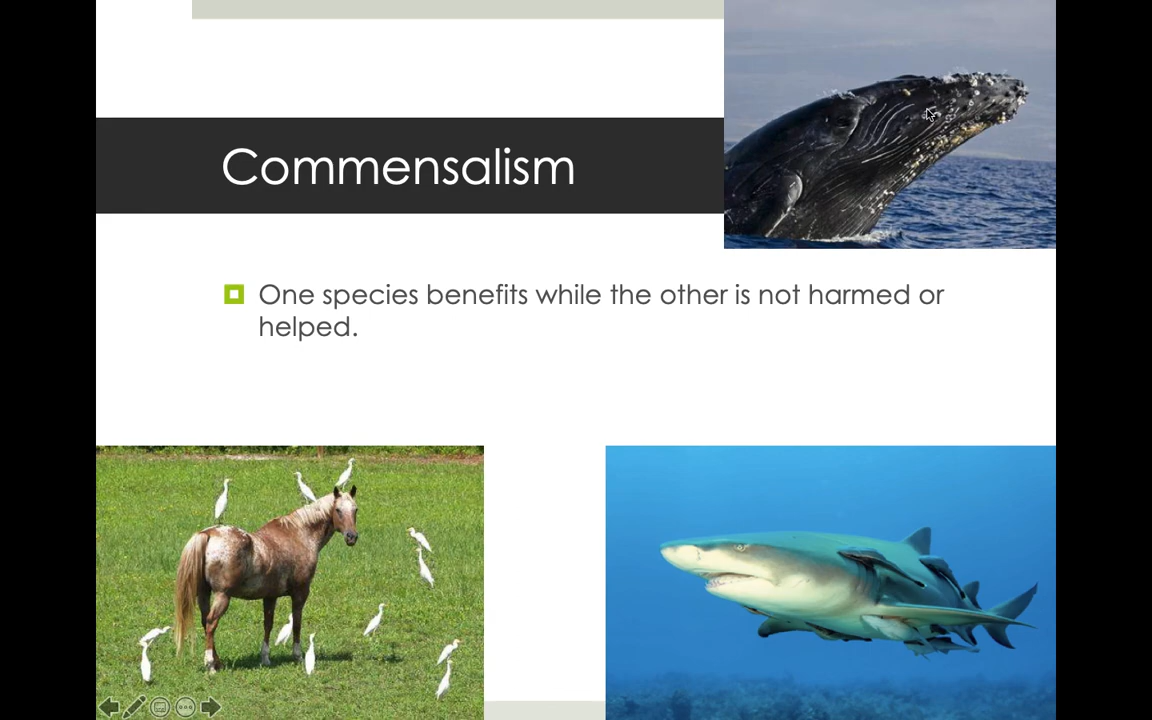 Commensalism
One species benefits while the other is not harmed or
helped.